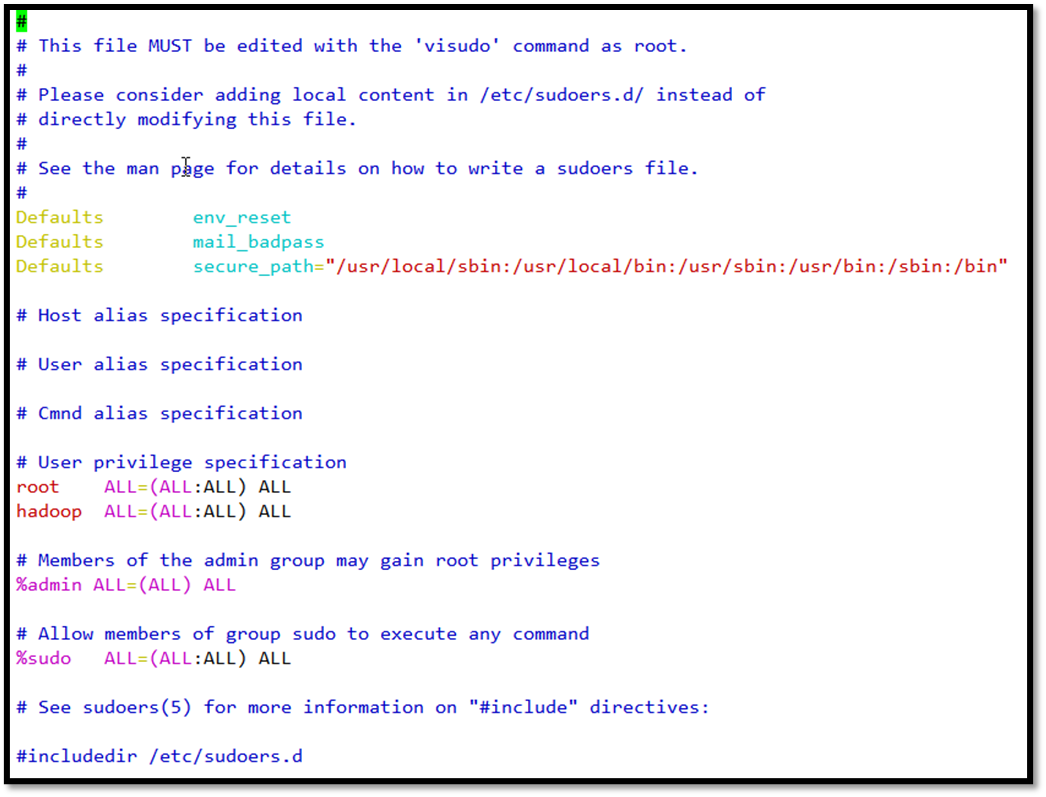 #
# This file MUST be edited with the 'visudo' command as root.
#
# Please consider adding local content in /etc/sudoers.d/ instead of
# directly modifying this file.
#
# See the man page for details on how to write a sudoers file.
#
Defaults        env_reset
Defaults        mail_badpass
Defaults        secure_path="/usr/local/sbin:/usr/local/bin:/usr/sbin:/usr/bin:/sbin:/bin"
# Host alias specification
# User alias specification
# Cmnd alias specification
# User privilege specification
root    ALL=(ALL:ALL) ALL
hadoop  ALL=(ALL:ALL) ALL
# Members of the admin group may gain root privileges
%admin ALL=(ALL) ALL
# Allow members of group sudo to execute any command
%sudo   ALL=(ALL:ALL) ALL
# See sudoers(5) for more information on "#include" directives:
#includedir /etc/sudoers.d